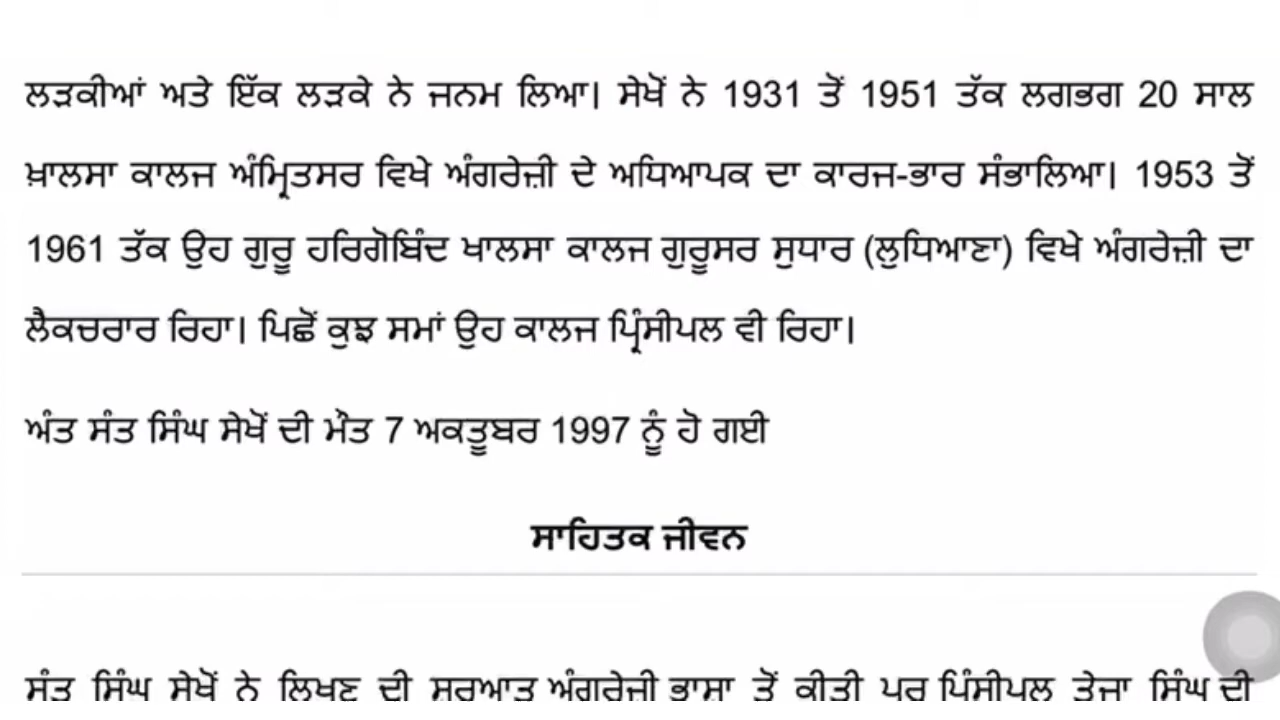 ਲੜਕੀਆਂ ਅਤੇ ਇੱਕ ਲੜਕੇ ਨੇ ਜਨਮ ਲਿਆ। ਸੇਖੋਂ ਨੇ 1931 ਤੋਂ 1951 ਤੱਕ ਲਗਭਗ 20 ਸਾਲ
ਖ਼ਾਲਸਾ ਕਾਲਜ ਅੰਮ੍ਰਿਤਸਰ ਵਿਖੇ ਅੰਗਰੇਜ਼ੀ ਦੇ ਅਧਿਆਪਕ ਦਾ ਕਾਰਜ-ਭਾਰ ਸੰਭਾਲਿਆ। 1953 ਤੋਂ
1961 ਤੱਕ ਉਹ ਗੁਰੂ ਹਰਿਗੋਬਿੰਦ ਖਾਲਸਾ ਕਾਲਜ ਗੁਰੂਸਰ ਸੁਧਾਰ (ਲੁਧਿਆਣਾ) ਵਿਖੇ ਅੰਗਰੇਜ਼ੀ ਦਾ
ਲੈਕਚਰਾਰ ਰਿਹਾ। ਪਿਛੋਂ ਕੁਝ ਸਮਾਂ ਉਹ ਕਾਲਜ ਪ੍ਰਿੰਸੀਪਲ ਵੀ ਰਿਹਾ।
ਅੰਤ ਸੰਤ ਸਿੰਘ ਸੇਖੋਂ ਦੀ ਮੌਤ 7 ਅਕਤੂਬਰ 1997 ਨੂੰ ਹੋ ਗਈ
ਸਾਹਿਤਕ ਜੀਵਨ
ਸੰਤ ਸਿੰਘ ਸੇਖੋਂ ਨੇ ਲਿਖਣ ਦੀ ਸ਼ੁਰੂਆਤ ਅੰਗਰੇਜ਼ੀ ਭਾਸ਼ਾ ਤੋਂ ਕੀਤੀ ਪਰ ਪ੍ਰਿੰਸੀਪਲ ਤੇਜਾ ਸਿੰਘ ਦੀ